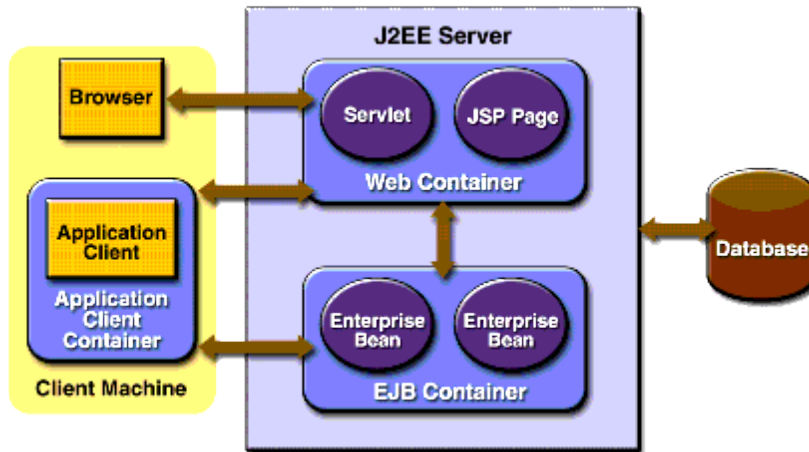 J2EE Server
Browser
Servlet
JSP Page
Web Container
Application
Client
Application
Client
Container
Client Machine
Enterprise
Bean
Enterprise
Bean
EJB Container
Database